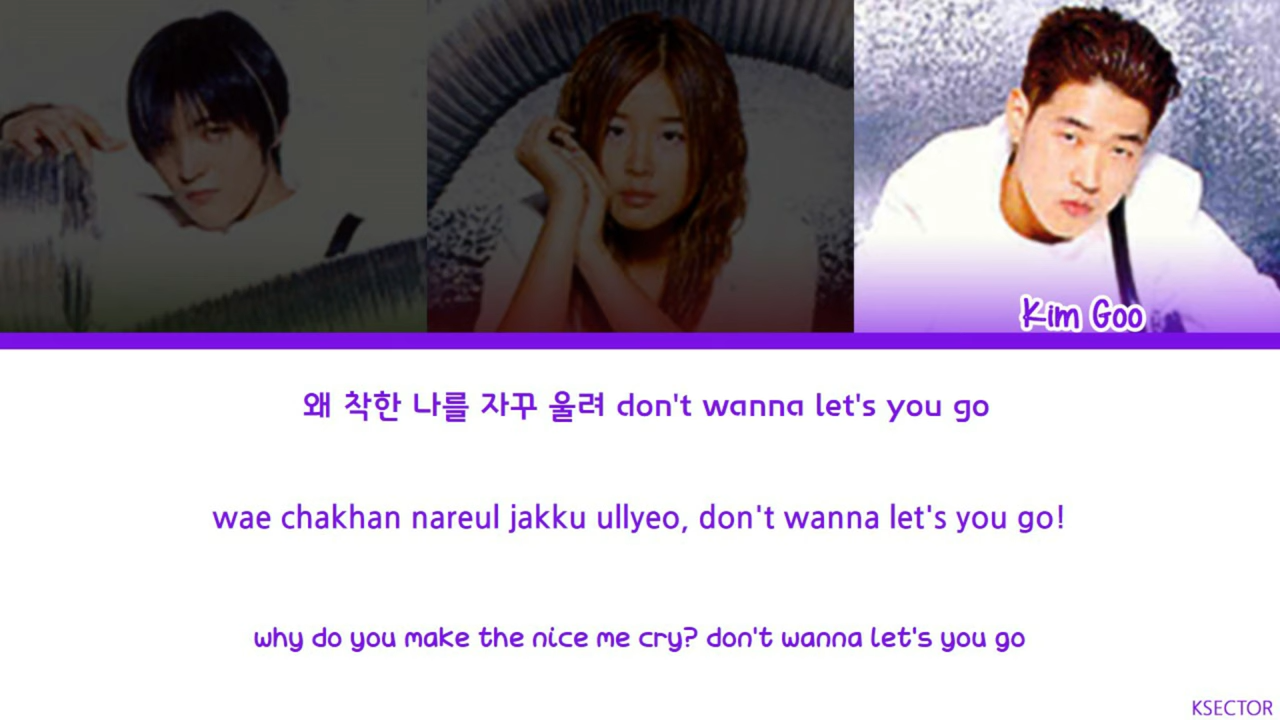 Kim Goo
왜 착한 나를 자꾸 울려 don't wanna let's you go
wae chakhan nareul jakku ullyeo, don't wanna let's you go!
why do you make the nice me cry? don't wanna let's you go
KSECTOR